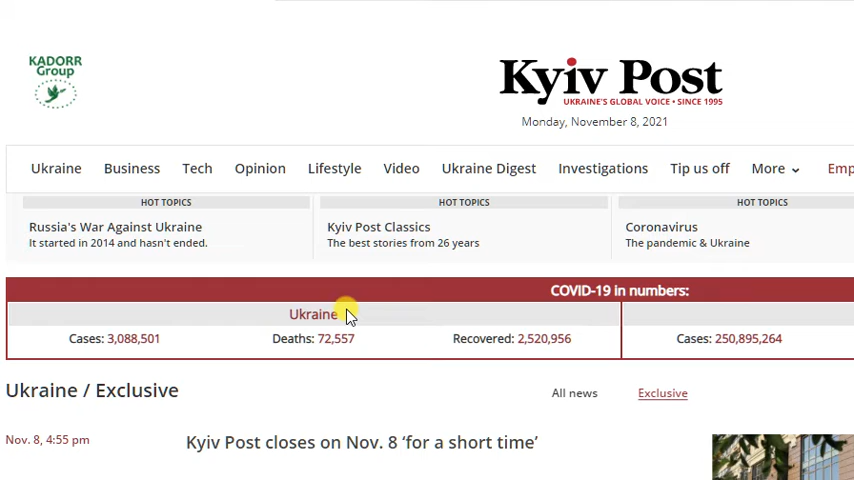 KADORR
Group
Kyiv Post
UKRAINE'S GLOBAL VOICE • SINCE 1995
Monday, November 8, 2021
Ukraine Business Tech Opinion Lifestyle Video Ukraine Digest Investigations Tip us off More Emp
HOT TOPICS HOT TOPICS HOT TOPICS
Russia's War Against Ukraine Kyiv Post Classics Coronavirus
It started in 2014 and hasn't ended. The best stories from 26 years The pandemic & Ukraine
COVID-19 in numbers:
Ukraine
Cases: 3,088,501 Deaths: 72,557 Recovered: 2,520,956 Cases: 250,895,264
Ukraine / Exclusive All news Exclusive
Nov. 8, 4:55 pm Kyiv Post closes on Nov. 8 ‘for a short time’